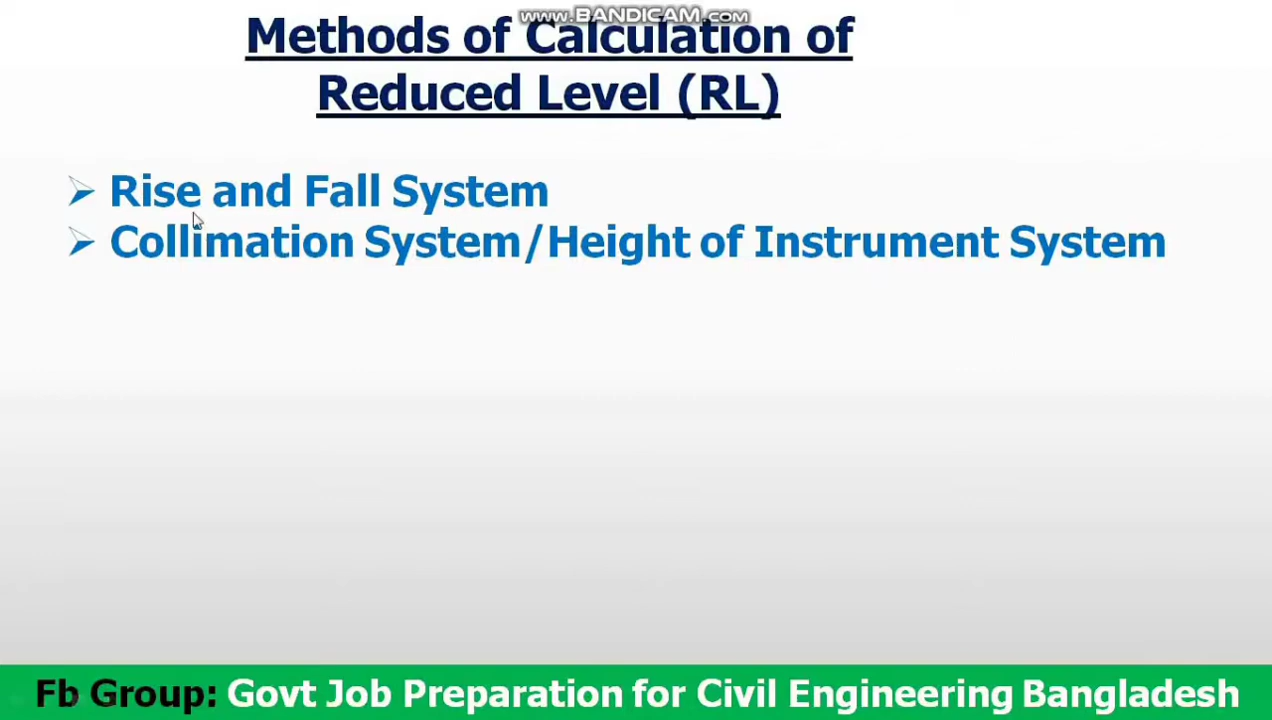 www.BANDICAM.com
Methods of Calculation of
Reduced Level (RL)
Rise and Fall System
Collimation System/Height of Instrument System
Fb Group: Govt Job Preparation for Civil Engineering Bangladesh